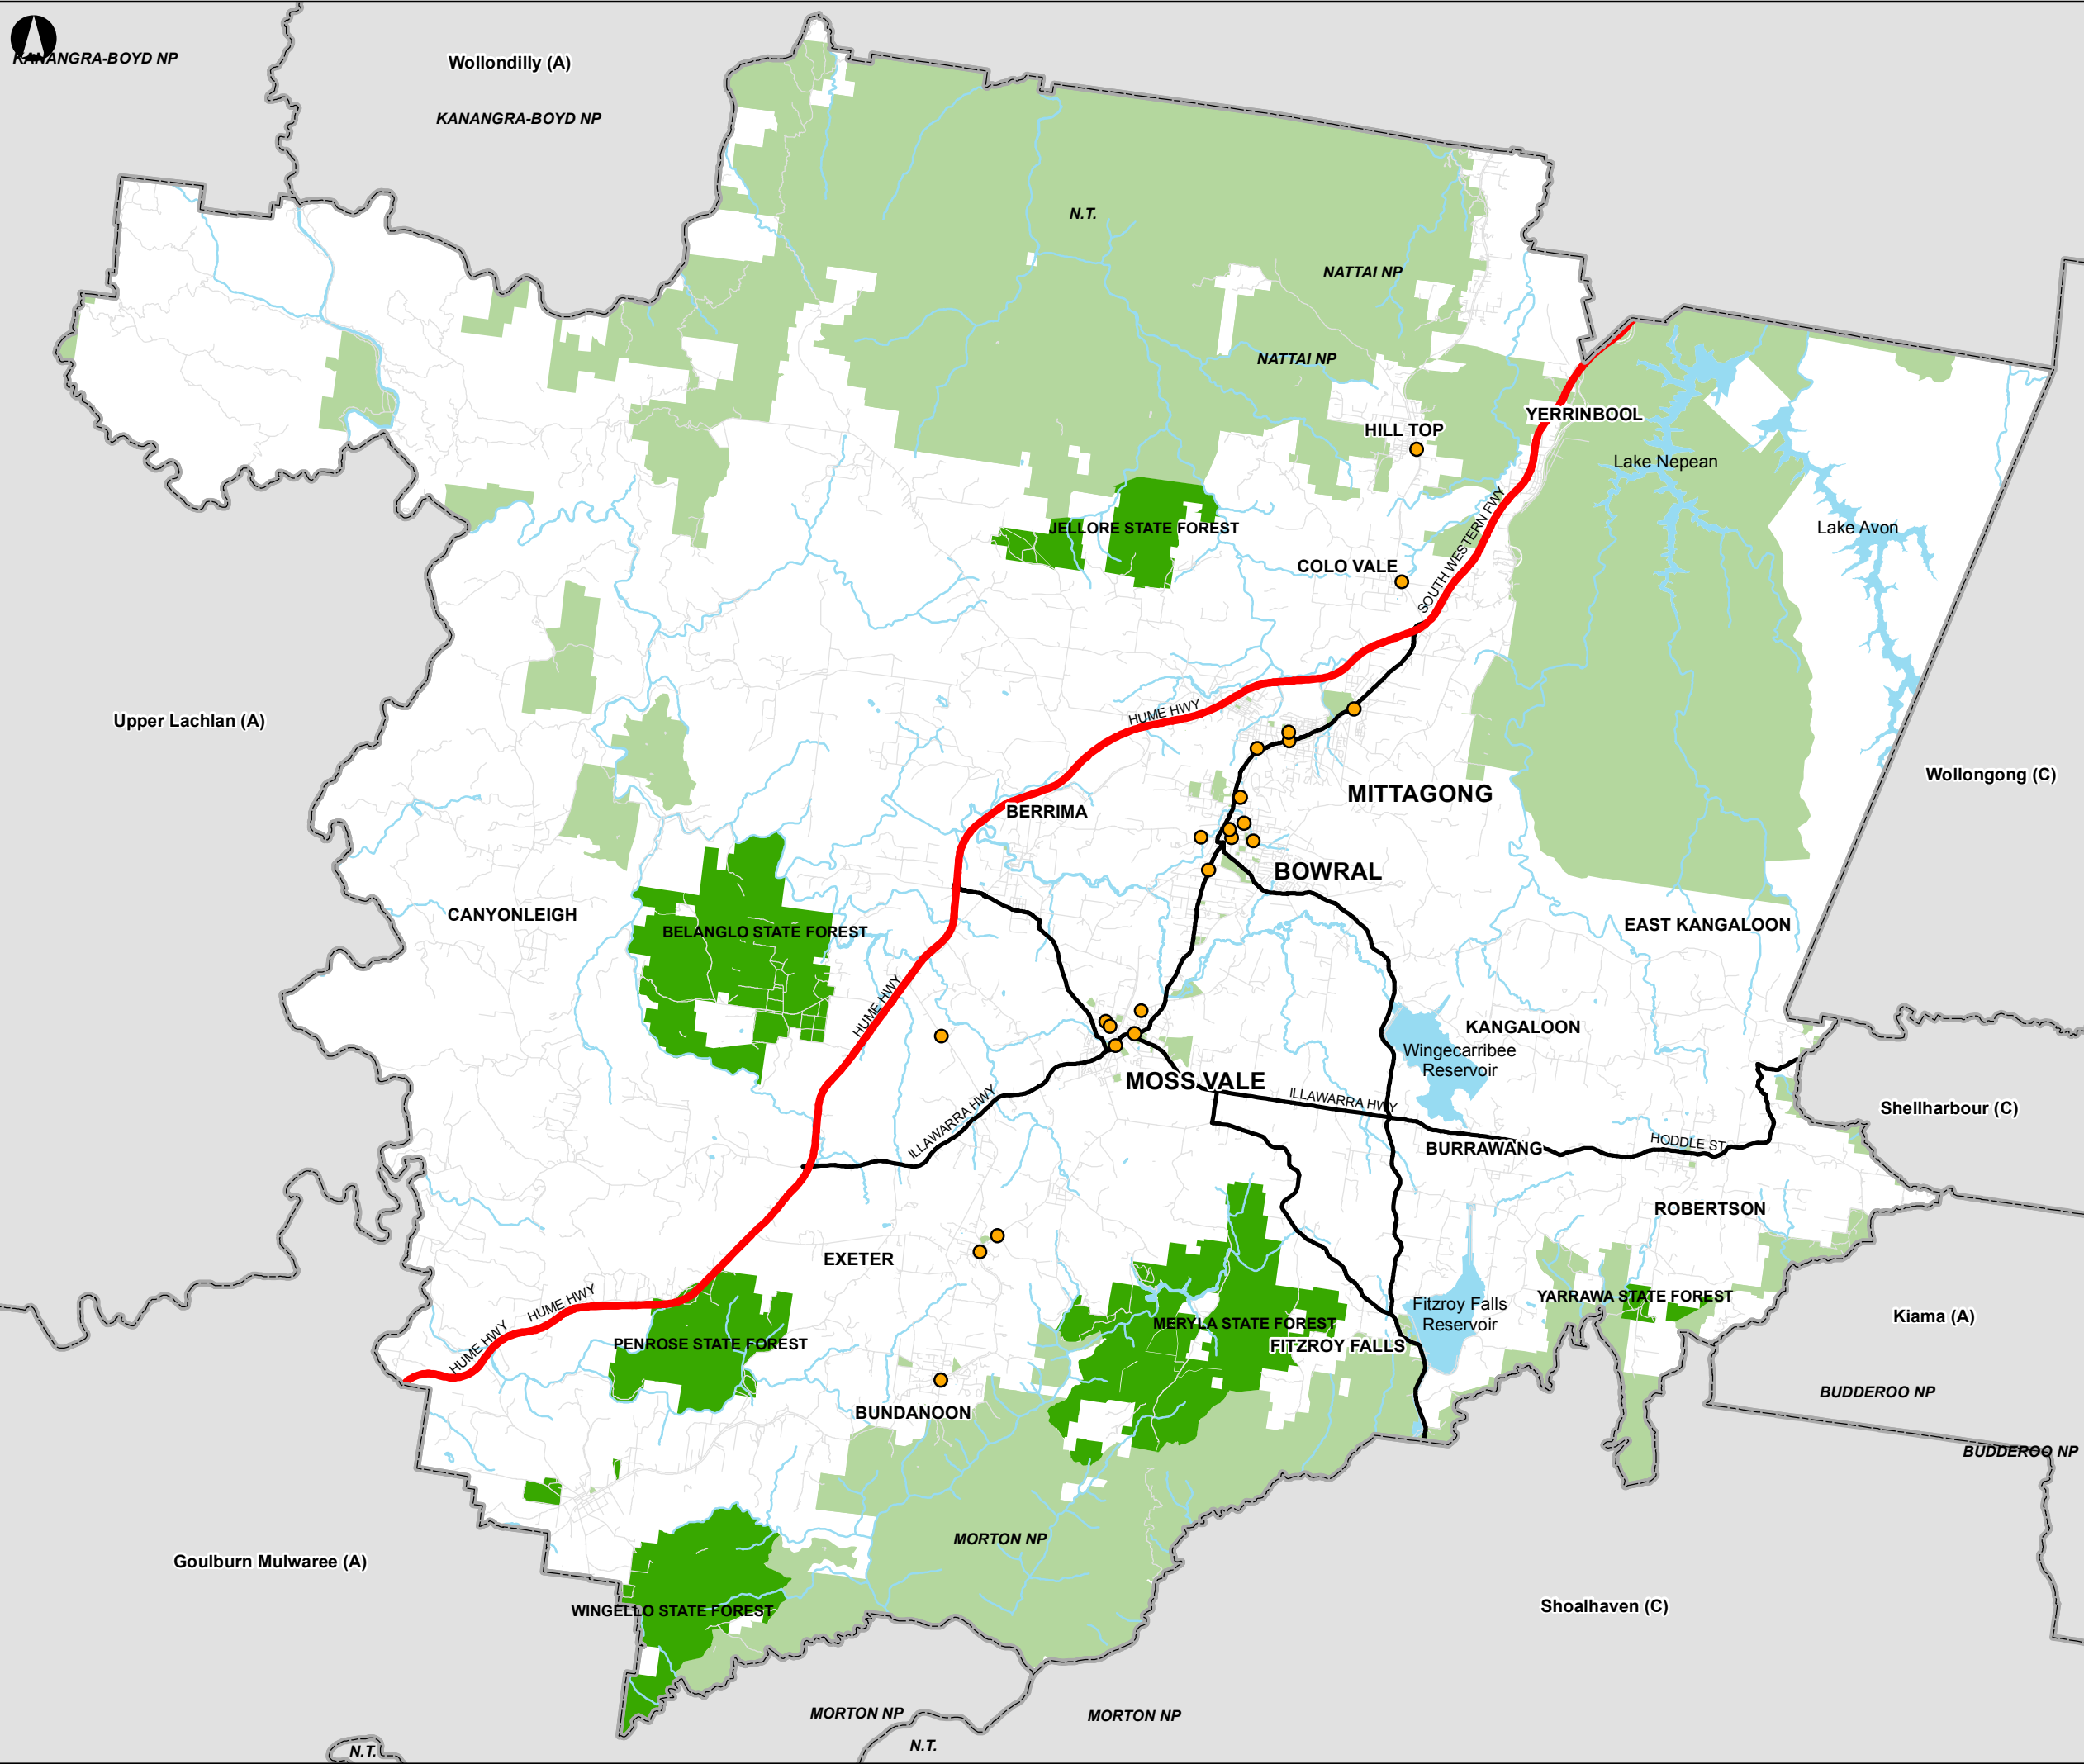 KANANGRA-BOYD NP
Wollondilly (A)
KANANGRA-BOYD NP
N.T.
NATTAI NP
NATTAI NP
YERRINBOOL
HILL TOP
Lake Nepean
JELLORE STATE FOREST
Lake Avon
SOUTH WESTERN FWY
COLO VALE
HUME HWY
Upper Lachlan (A)
Wollongong (C)
MITTAGONG
BERRIMA
BOWRAL
CANYONLEIGH
EAST KANGALOON
BELANGLO STATE FOREST
HUME HWY
KANGALOON
Wingecarribee
Reservoir
MOSS VALE
ILLAWARRA HWY
ILLAWARRA HWY
Shellharbour (C)
HODDLE ST
BURRAWANG
ROBERTSON
EXETER
YARRAWA STATE FOREST
HUME HWY
Fitzroy Falls
Reservoir
Kiama (A)
MERYLA STATE FOREST
HUME HWY
PENROSE STATE FOREST
FITZROY FALLS
BUDDEROO NP
BUNDANOON
BUDDEROO NP
MORTON NP
Goulburn Mulwaree (A)
Shoalhaven (C)
WINGELLO STATE FOREST
MORTON NP
MORTON NP
N.T.
N.T.